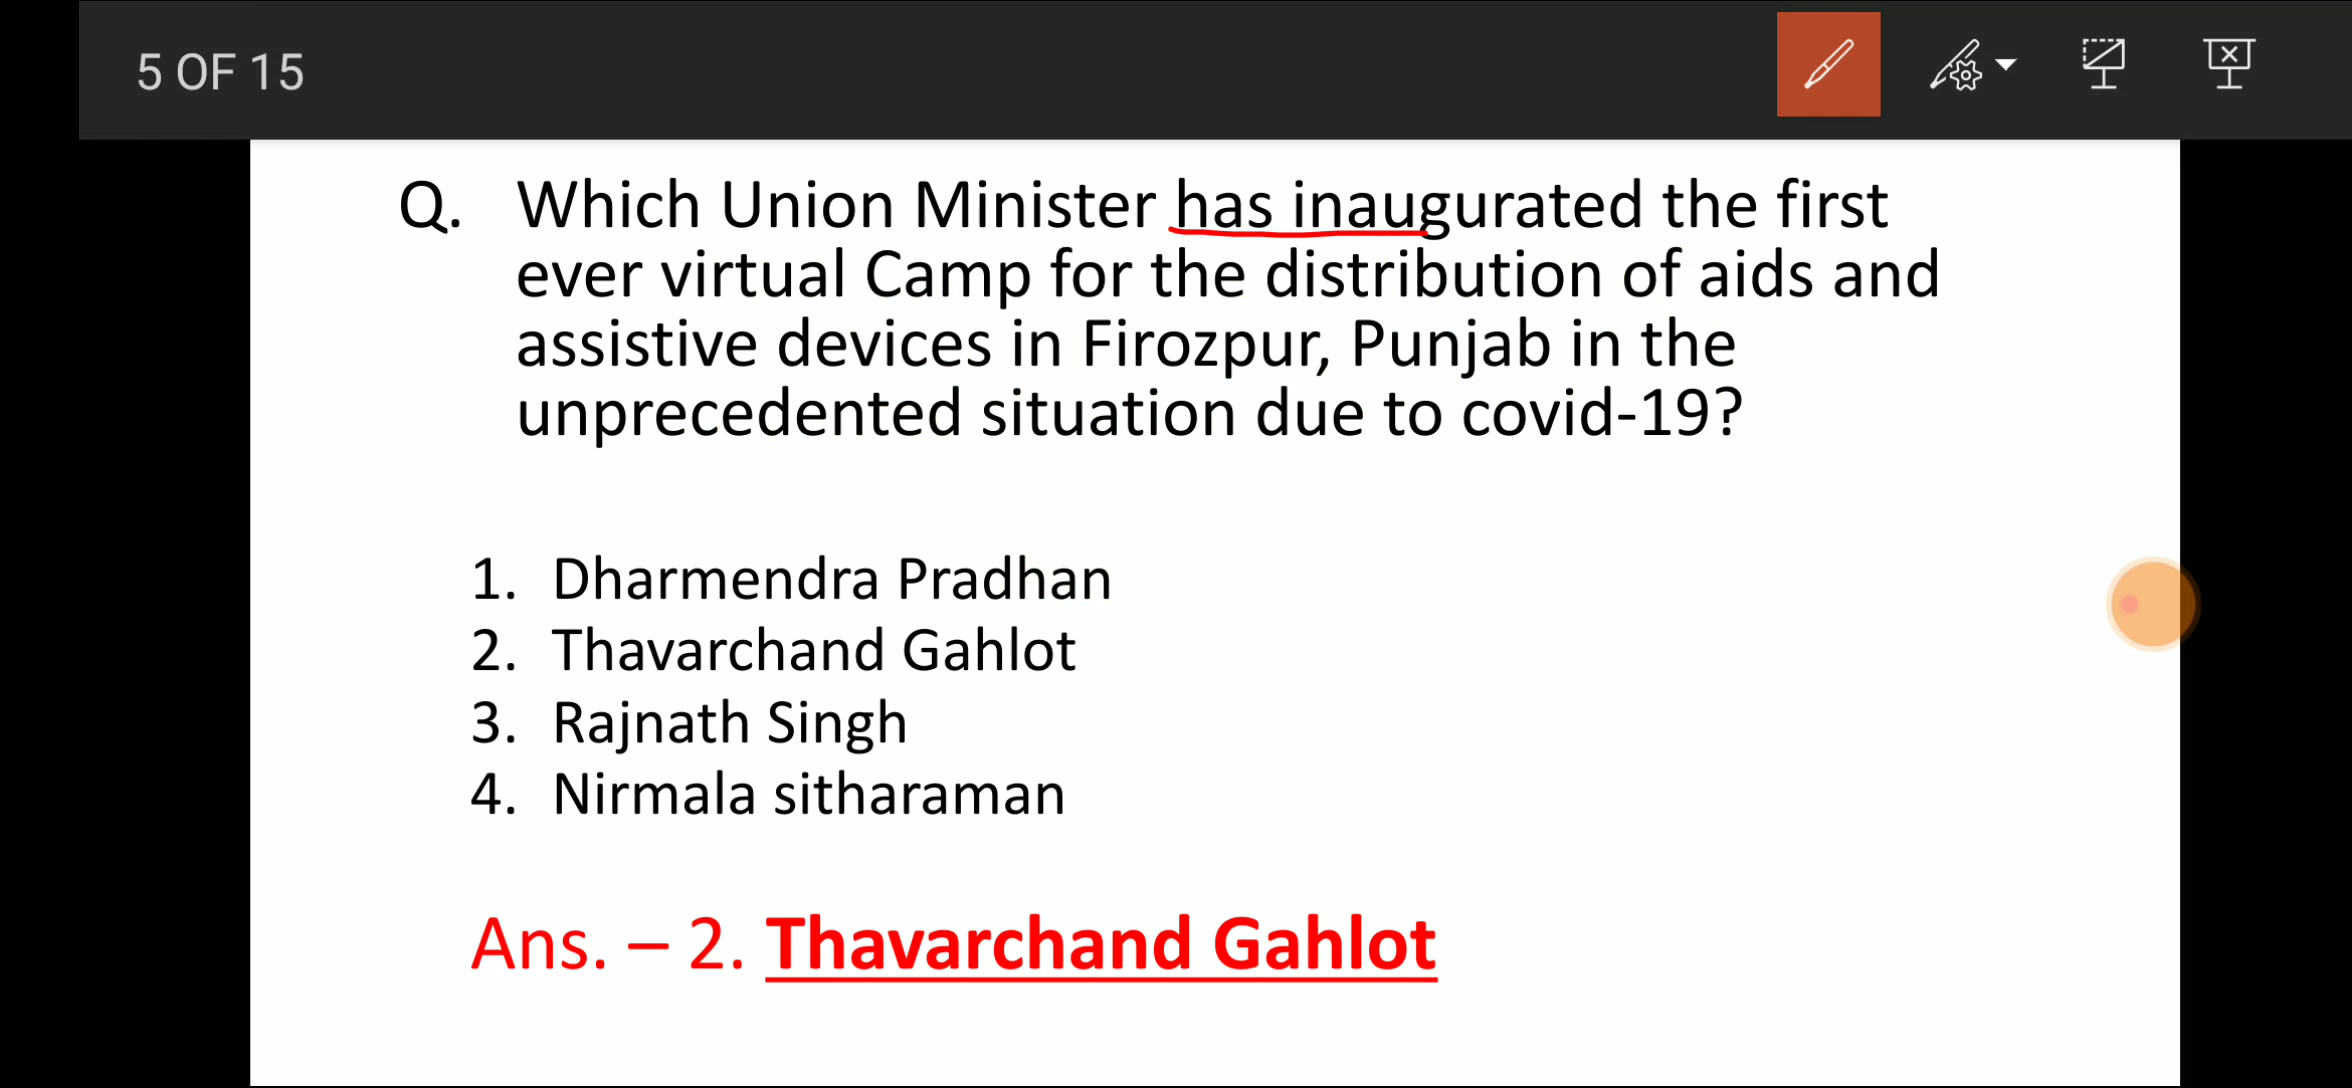 5 OF 15
Q. Which Union Minister has inaugurated the first
ever virtual Camp for the distribution of aids and
assistive devices in Firozpur, Punjab in the
unprecedented situation due to covid-19?
1. Dharmendra Pradhan
2. Thavarchand Gahlot
3. Rajnath Singh
4. Nirmala sitharaman
Ans. – 2. Thavarchand Gahlot